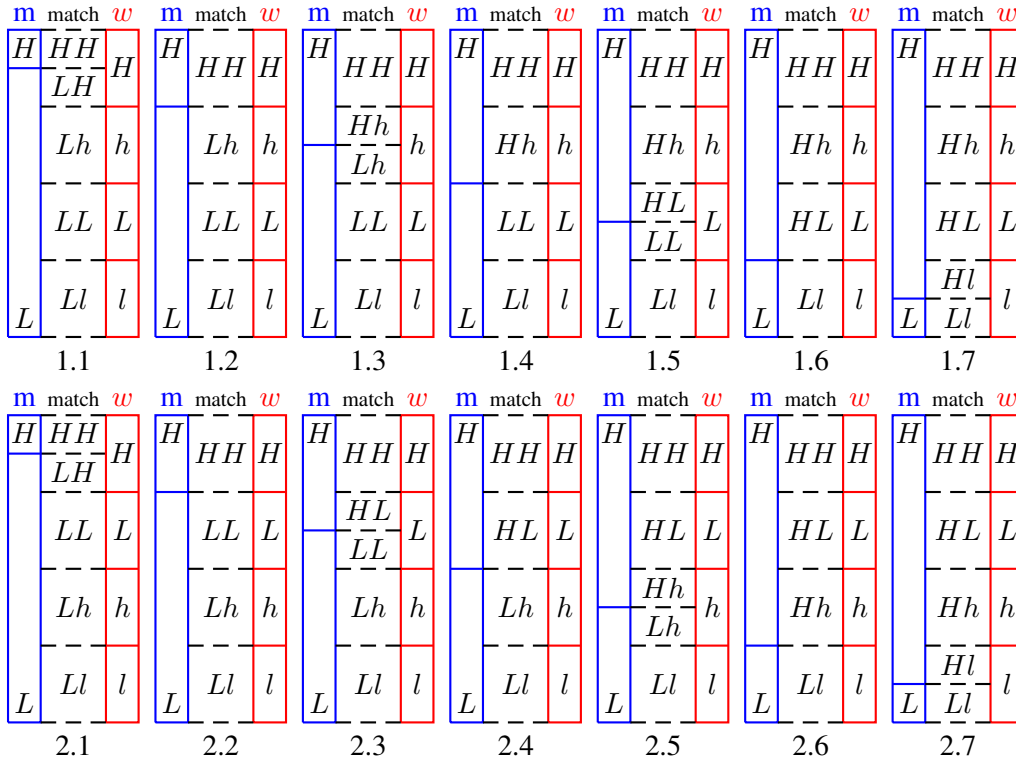 m match w m match w m match w m match w m match w m match w m match w
H HH H H HH H H HH H H HH H H HH H H HH H H HH H
LH
Lh h Lh h Hh h Hh h Hh h Hh h Hh h
Lh
LL L LL L LL L LL L HL L HL L HL L
LL
L Ll l L Ll l L Ll l L Ll l L Ll l L Ll l Hl l
L Ll
1.1 1.2 1.3 1.4 1.5 1.6 1.7
m match w m match w m match w m match w m match w m match w m match w
H HH H H HH H H HH H H HH H H HH H H HH H H HH H
LH
LL L LL L HL L HL L HL L HL L HL L
LL
Lh h Lh h Lh h Lh h Hh h Hh h Hh h
Lh
L Ll l L Ll l L Ll l L Ll l L Ll l L Ll l Hl l
L Ll
2.1 2.2 2.3 2.4 2.5 2.6 2.7